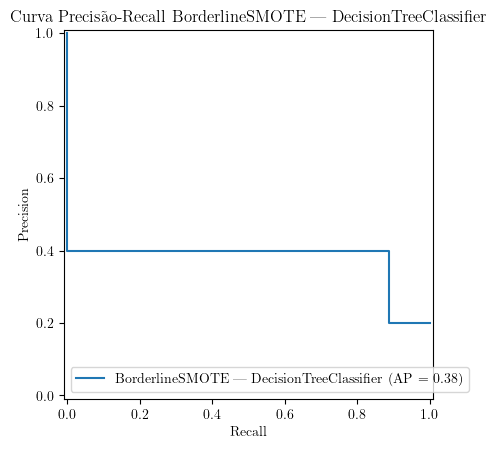 Curva Precisão-Recall BorderlineSMOTE — DecisionTreeClassifier
1.0
0.8
0.6
0.4
0.2
0.0
Precision
BorderlineSMOTE — DecisionTreeClassifier (AP = 0.38)
0.0 0.2 0.4 0.6 0.8 1.0
Recall